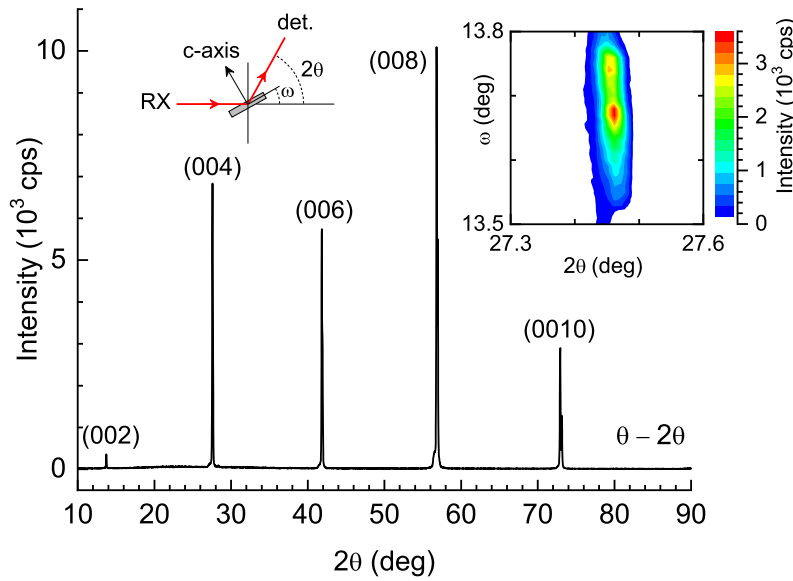 det.
c-axis
2θ
ω
RX
(002)
(004)
(006)
(008)
(0010)
θ – 2θ
Intensity (10³ cps)
10
5
0
10 20 30 40 50 60 70 80 90
2θ (deg)
13.8
ω (deg)
13.5
27.3 27.6
2θ (deg)
3
2
1
0
Intensity (10³ cps)